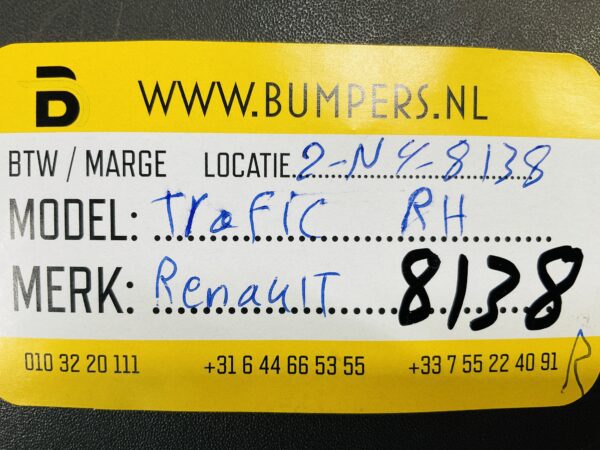 B WWW.BUMPERS.NL
BTW / MARGE LOCATIE 2-N4-8138
MODEL: Trafic RH
MERK: Renault 8138
010 32 20 111 +31 6 44 66 53 55 +33 7 55 22 40 91 R